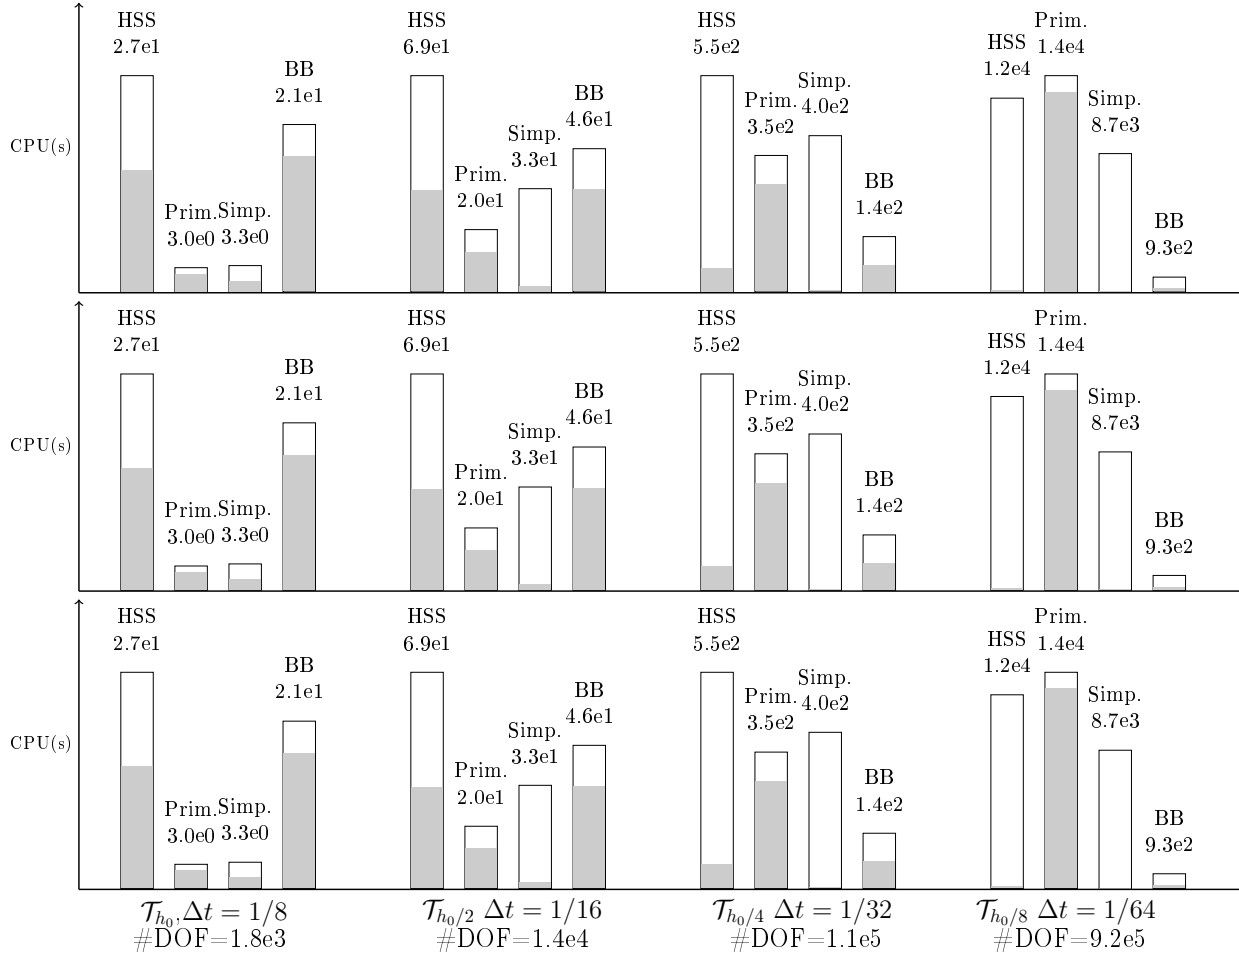 HSS
2.7e1
Prim.
3.0e0
Simp.
3.3e0
BB
2.1e1
HSS
6.9e1
Prim.
2.0e1
Simp.
3.3e1
BB
4.6e1
HSS
5.5e2
Prim.
3.5e2
Simp.
4.0e2
BB
1.4e2
HSS
1.2e4
Prim.
1.4e4
Simp.
8.7e3
BB
9.3e2
CPU(s)
HSS
2.7e1
Prim.
3.0e0
Simp.
3.3e0
BB
2.1e1
HSS
6.9e1
Prim.
2.0e1
Simp.
3.3e1
BB
4.6e1
HSS
5.5e2
Prim.
3.5e2
Simp.
4.0e2
BB
1.4e2
HSS
1.2e4
Prim.
1.4e4
Simp.
8.7e3
BB
9.3e2
CPU(s)
HSS
2.7e1
Prim.
3.0e0
Simp.
3.3e0
BB
2.1e1
HSS
6.9e1
Prim.
2.0e1
Simp.
3.3e1
BB
4.6e1
HSS
5.5e2
Prim.
3.5e2
Simp.
4.0e2
BB
1.4e2
HSS
1.2e4
Prim.
1.4e4
Simp.
8.7e3
BB
9.3e2
CPU(s)
𝒯_{h_0}, Δt = 1/8
#DOF=1.8e3
𝒯_{h_0/2} Δt = 1/16
#DOF=1.4e4
𝒯_{h_0/4} Δt = 1/32
#DOF=1.1e5
𝒯_{h_0/8} Δt = 1/64
#DOF=9.2e5